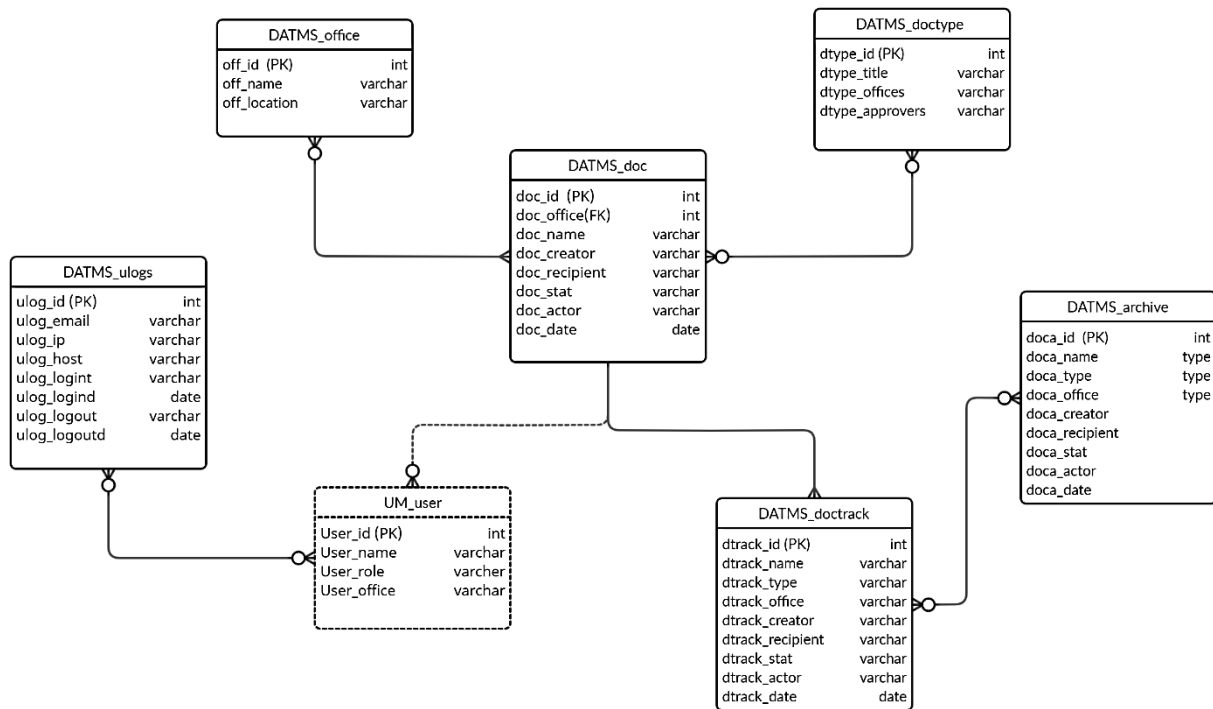 DATMS_office
off_id (PK) int
off_name varchar
off_location varchar
DATMS_doctype
dtype_id (PK) int
dtype_title varchar
dtype_offices varchar
dtype_approvers varchar
DATMS_doc
doc_id (PK) int
doc_office(FK) int
doc_name varchar
doc_creator varchar
doc_recipient varchar
doc_stat varchar
doc_actor varchar
doc_date date
DATMS_ulogs
ulog_id (PK) int
ulog_email varchar
ulog_ip varchar
ulog_host varchar
ulog_logint varchar
ulog_logind date
ulog_logout varchar
ulog_logoutd date
DATMS_archive
doca_id (PK) int
doca_name type
doca_type type
doca_office type
doca_creator
doca_recipient
doca_stat
doca_actor
doca_date
UM_user
User_id (PK) int
User_name varchar
User_role varcher
User_office varchar
DATMS_doctrack
dtrack_id (PK) int
dtrack_name varchar
dtrack_type varchar
dtrack_office varchar
dtrack_creator varchar
dtrack_recipient varchar
dtrack_stat varchar
dtrack_actor varchar
dtrack_date date